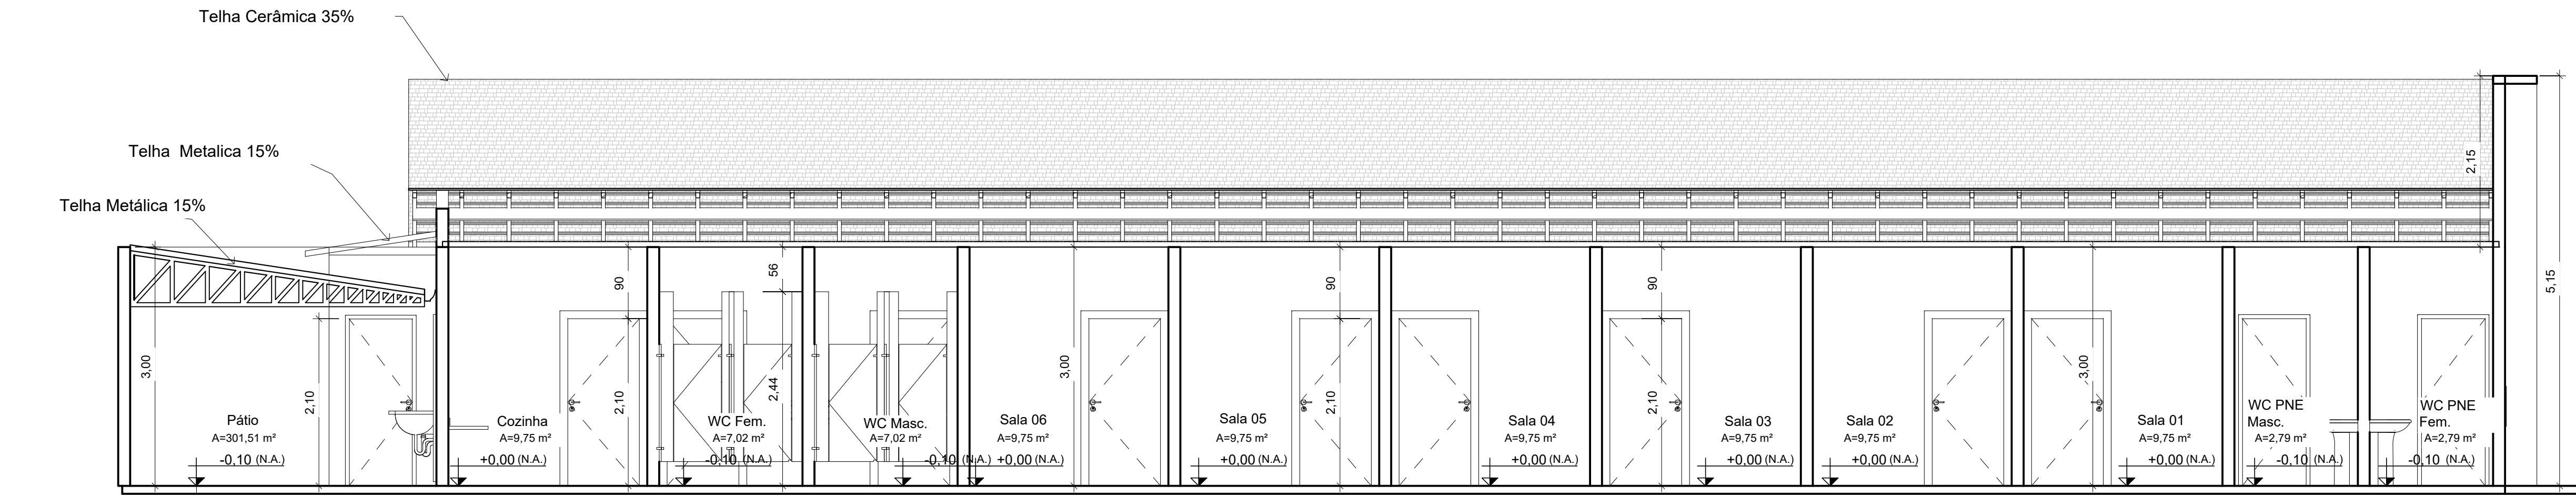 Telha Cerâmica 35%
Telha Metalica 15%
Telha Metálica 15%
2,15
5,15
3,00
2,10
90
2,10
56
2,44
3,00
90
2,10
90
2,10
3,00
Pátio
A=301,51 m²
-0,10 (N.A.)
Cozinha
A=9,75 m²
+0,00 (N.A.)
WC Fem.
A=7,02 m²
-0,10 (N.A.)
WC Masc.
A=7,02 m²
-0,10 (N.A.)
Sala 06
A=9,75 m²
+0,00 (N.A.)
Sala 05
A=9,75 m²
+0,00 (N.A.)
Sala 04
A=9,75 m²
+0,00 (N.A.)
Sala 03
A=9,75 m²
+0,00 (N.A.)
Sala 02
A=9,75 m²
+0,00 (N.A.)
Sala 01
A=9,75 m²
+0,00 (N.A.)
WC PNE
Masc.
A=2,79 m²
-0,10 (N.A.)
WC PNE
Fem.
A=2,79 m²
-0,10 (N.A.)